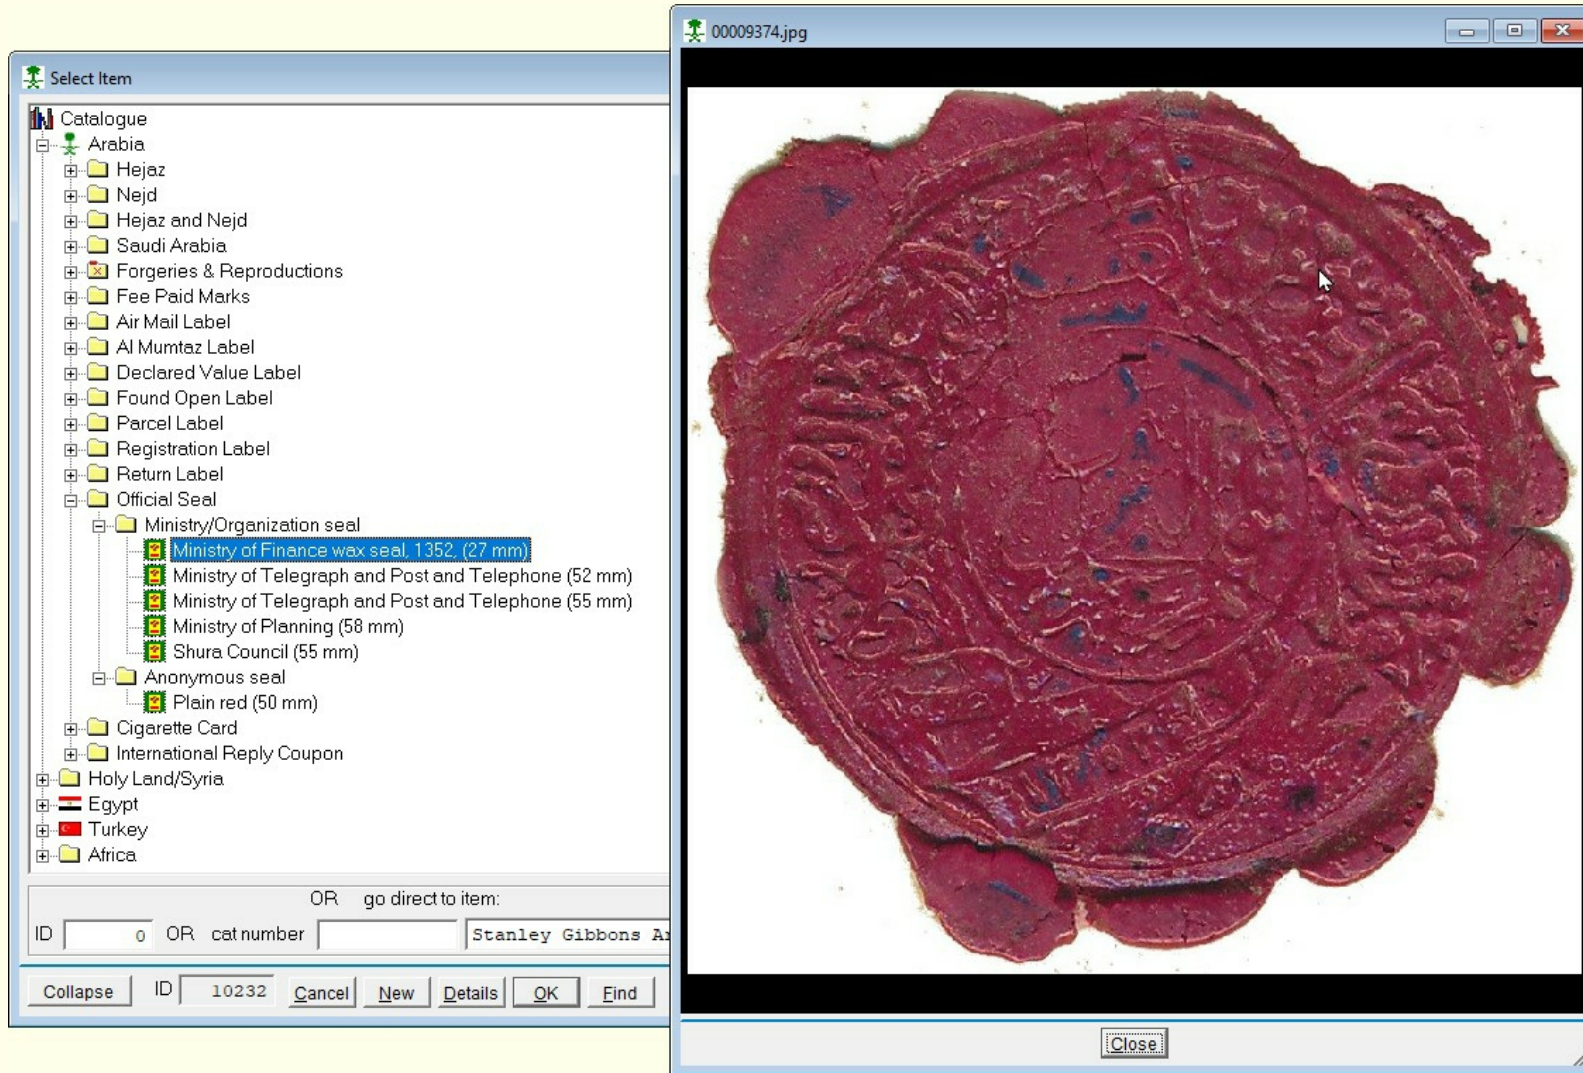 Select Item
Catalogue
Arabia
Hejaz
Nejd
Hejaz and Nejd
Saudi Arabia
Forgeries & Reproductions
Fee Paid Marks
Air Mail Label
Al Mumtaz Label
Declared Value Label
Found Open Label
Parcel Label
Registration Label
Return Label
Official Seal
Ministry/Organization seal
Ministry of Finance wax seal, 1352, (27 mm)
Ministry of Telegraph and Post and Telephone (52 mm)
Ministry of Telegraph and Post and Telephone (55 mm)
Ministry of Planning (58 mm)
Shura Council (55 mm)
Anonymous seal
Plain red (50 mm)
Cigarette Card
International Reply Coupon
Holy Land/Syria
Egypt
Turkey
Africa
OR go direct to item:
ID 0 OR cat number Stanley Gibbons
Collapse ID 10232 Cancel New Details OK Find
00009374.jpg
Close